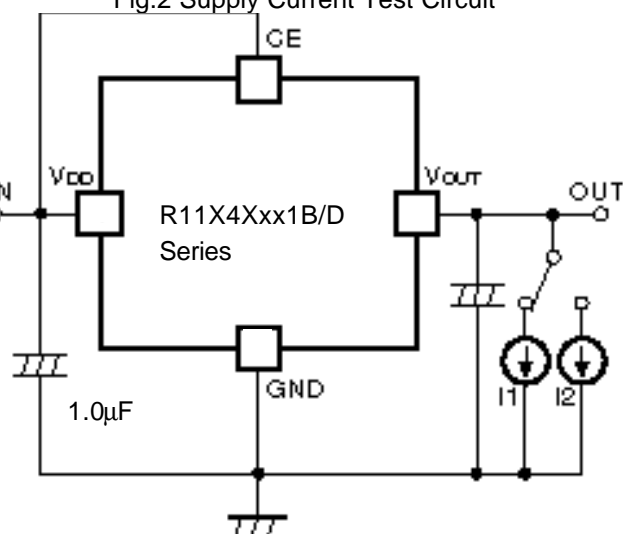 Fig.2 Supply Current Test Circuit
CE
VDD
VOUT
N
OUT
R11X4Xxx1B/D
Series
GND
1.0μF
I1
I2